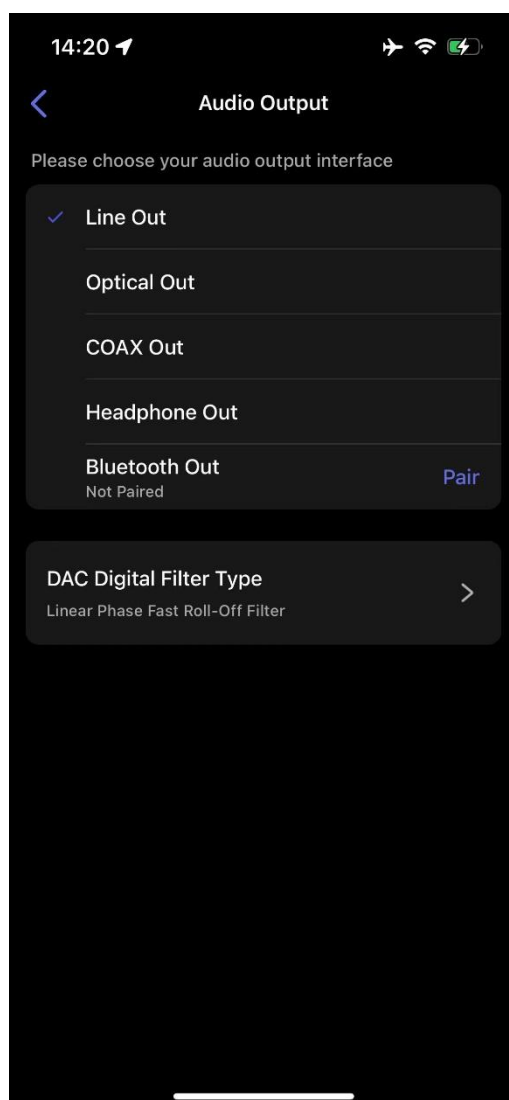 14:20
Audio Output
Please choose your audio output interface
Line Out
Optical Out
COAX Out
Headphone Out
Bluetooth Out
Not Paired
Pair
DAC Digital Filter Type
Linear Phase Fast Roll-Off Filter